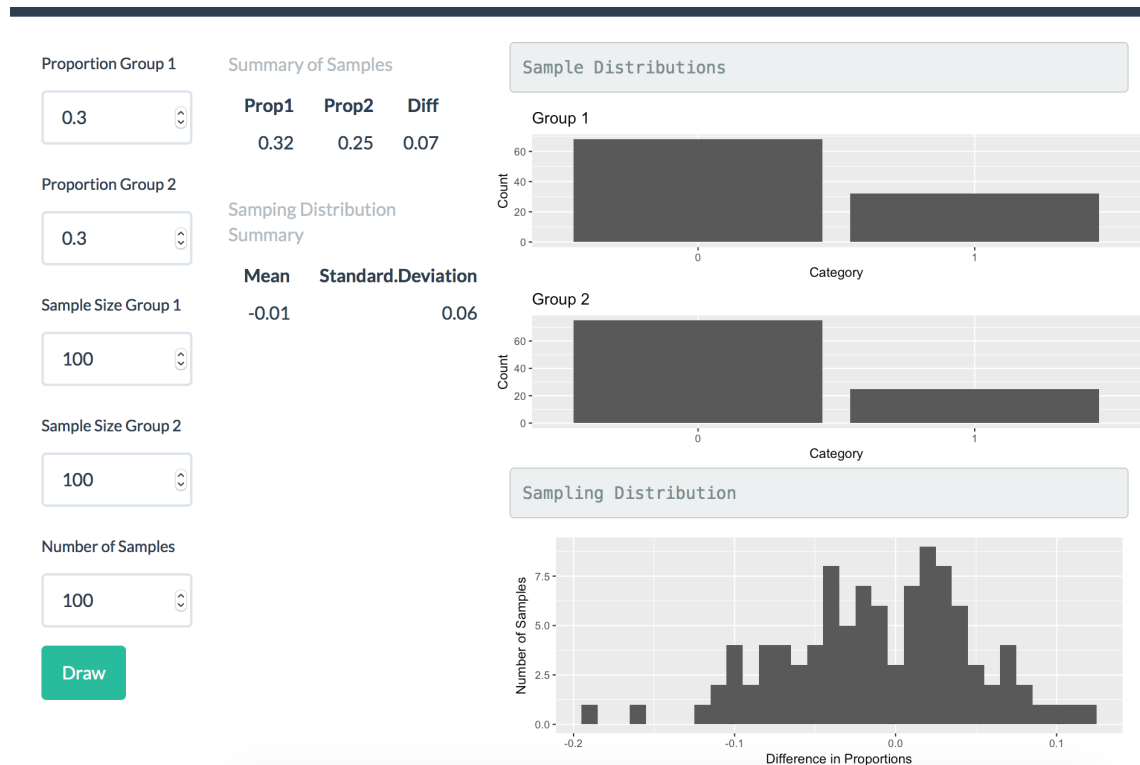 Proportion Group 1
0.3
Proportion Group 2
0.3
Sample Size Group 1
100
Sample Size Group 2
100
Number of Samples
100
Draw
Summary of Samples
Prop1 Prop2 Diff
0.32 0.25 0.07
Samping Distribution
Summary
Mean Standard.Deviation
-0.01 0.06
Sample Distributions
Group 1
Count
60
40
20
0
0 1
Category
Group 2
Count
60
40
20
0
0 1
Category
Sampling Distribution
Number of Samples
7.5
5.0
2.5
0.0
-0.2 -0.1 0.0 0.1
Difference in Proportions